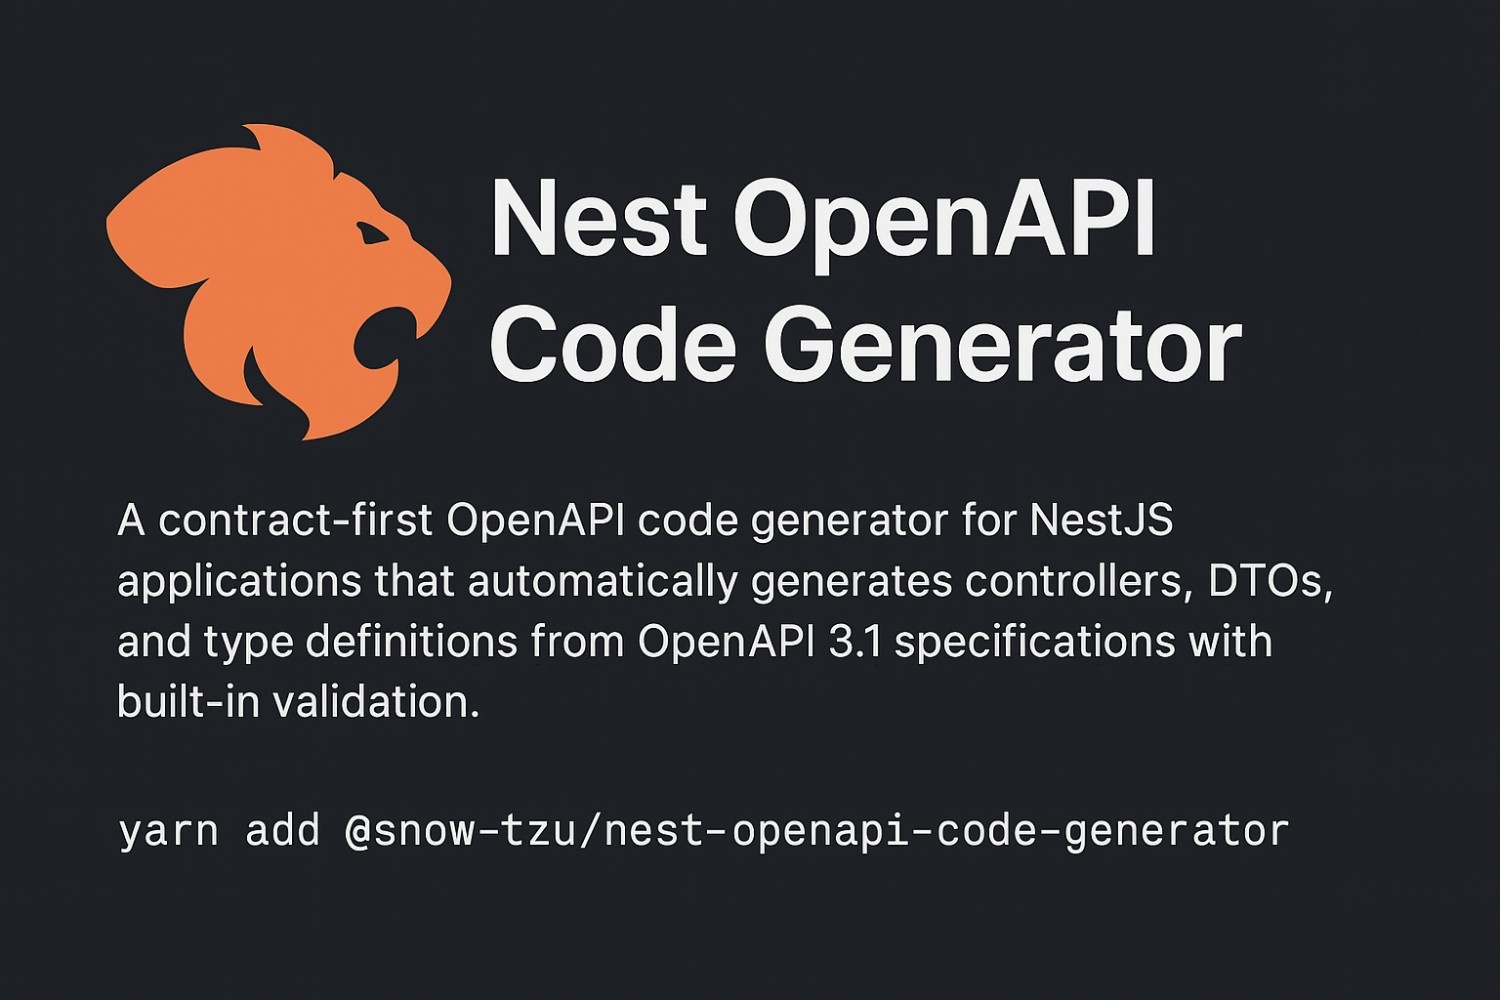 Nest OpenAPI
Code Generator
A contract-first OpenAPI code generator for NestJS
applications that automatically generates controllers, DTOs,
and type definitions from OpenAPI 3.1 specifications with
built-in validation.
yarn add @snow-tzu/nest-openapi-code-generator